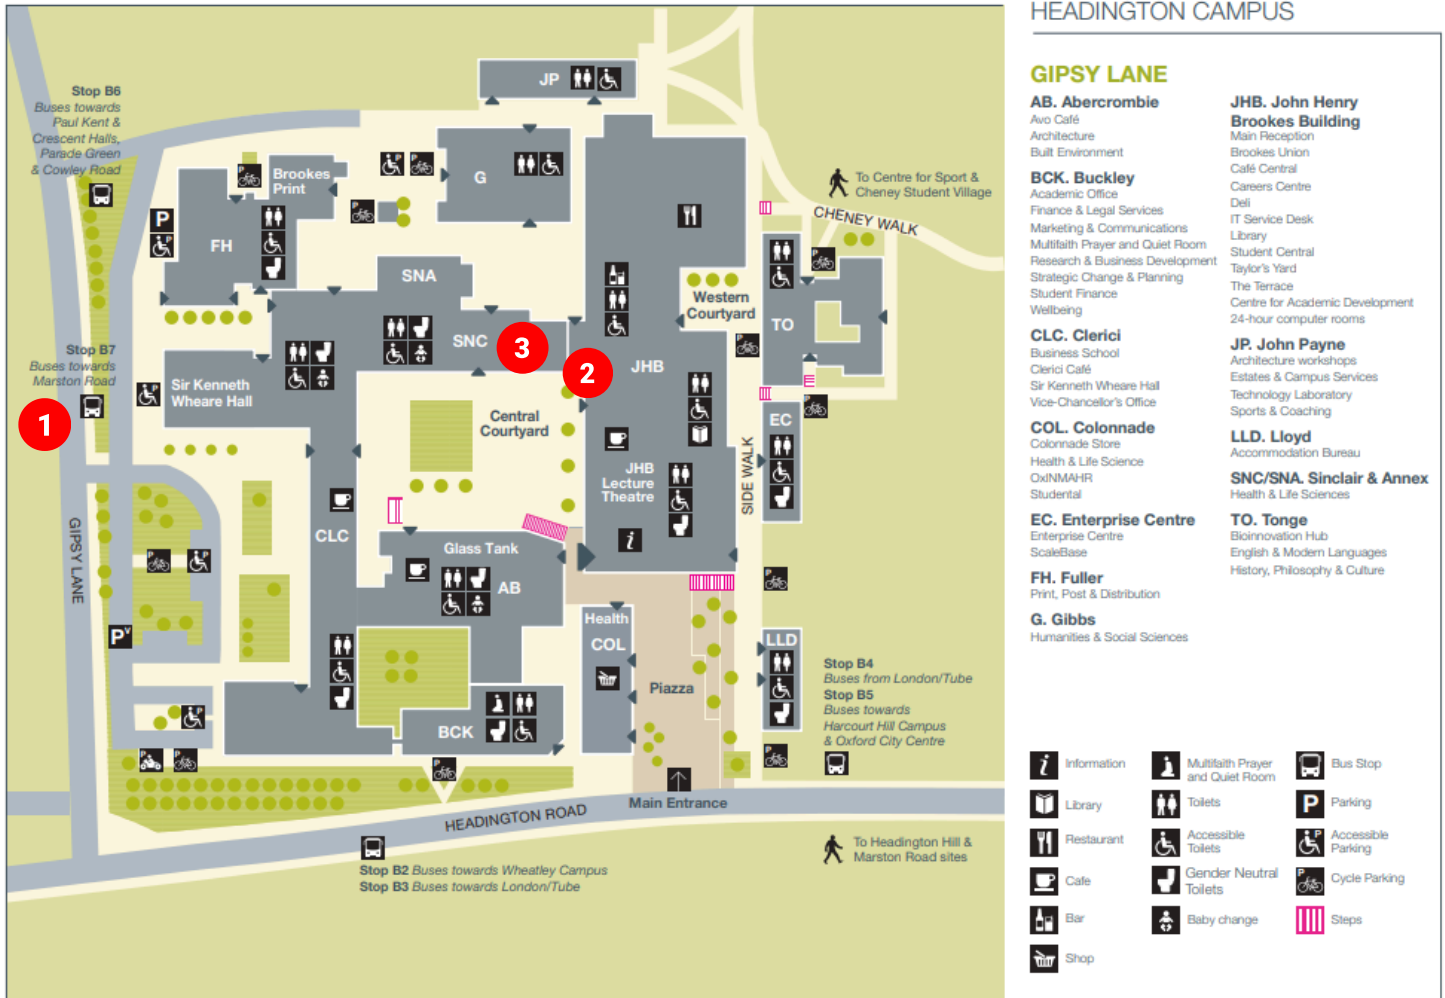 HEADINGTON CAMPUS
Stop B6
Buses towards
Paul Kent &
Crescent Halls,
Parade Green
& Cowley Road
JP
Brookes
Print
G
P
FH
To Centre for Sport &
Cheney Student Village
CHENEY WALK
SNA
SNC
3
2
Western
Courtyard
TO
JHB
Stop B7
Buses towards
Marston Road
1
Sir Kenneth
Wheare Hall
Central
Courtyard
EC
SIDE WALK
JHB
Lecture
Theatre
i
GIPSY LANE
CLC
Glass Tank
AB
Pv
Health
COL
LLD
Piazza
BCK
Stop B4
Buses from London/Tube
Stop B5
Buses towards
Harcourt Hill Campus
& Oxford City Centre
Main Entrance
HEADINGTON ROAD
To Headington Hill &
Marston Road sites
Stop B2 Buses towards Wheatley Campus
Stop B3 Buses towards London/Tube
GIPSY LANE
AB. Abercrombie
Avo Café
Architecture
Built Environment
BCK. Buckley
Academic Office
Finance & Legal Services
Marketing & Communications
Multifaith Prayer and Quiet Room
Research & Business Development
Strategic Change & Planning
Student Finance
Wellbeing
CLC. Clerici
Business School
Clerici Café
Sir Kenneth Wheare Hall
Vice-Chancellor's Office
COL. Colonnade
Colonnade Store
Health & Life Science
OxINMAHR
Studental
EC. Enterprise Centre
Enterprise Centre
ScaleBase
FH. Fuller
Print, Post & Distribution
G. Gibbs
Humanities & Social Sciences
JHB. John Henry
Brookes Building
Main Reception
Brookes Union
Café Central
Careers Centre
Deli
IT Service Desk
Library
Student Central
Taylor's Yard
The Terrace
Centre for Academic Development
24-hour computer rooms
JP. John Payne
Architecture workshops
Estates & Campus Services
Technology Laboratory
Sports & Coaching
LLD. Lloyd
Accommodation Bureau
SNC/SNA. Sinclair & Annex
Health & Life Sciences
TO. Tonge
Bioinnovation Hub
English & Modern Languages
History, Philosophy & Culture
i Information
Library
Restaurant
Cafe
Bar
Shop
Multifaith Prayer
and Quiet Room
Toilets
Accessible
Toilets
Gender Neutral
Toilets
Baby change
Bus Stop
P Parking
Accessible
Parking
Cycle Parking
Steps